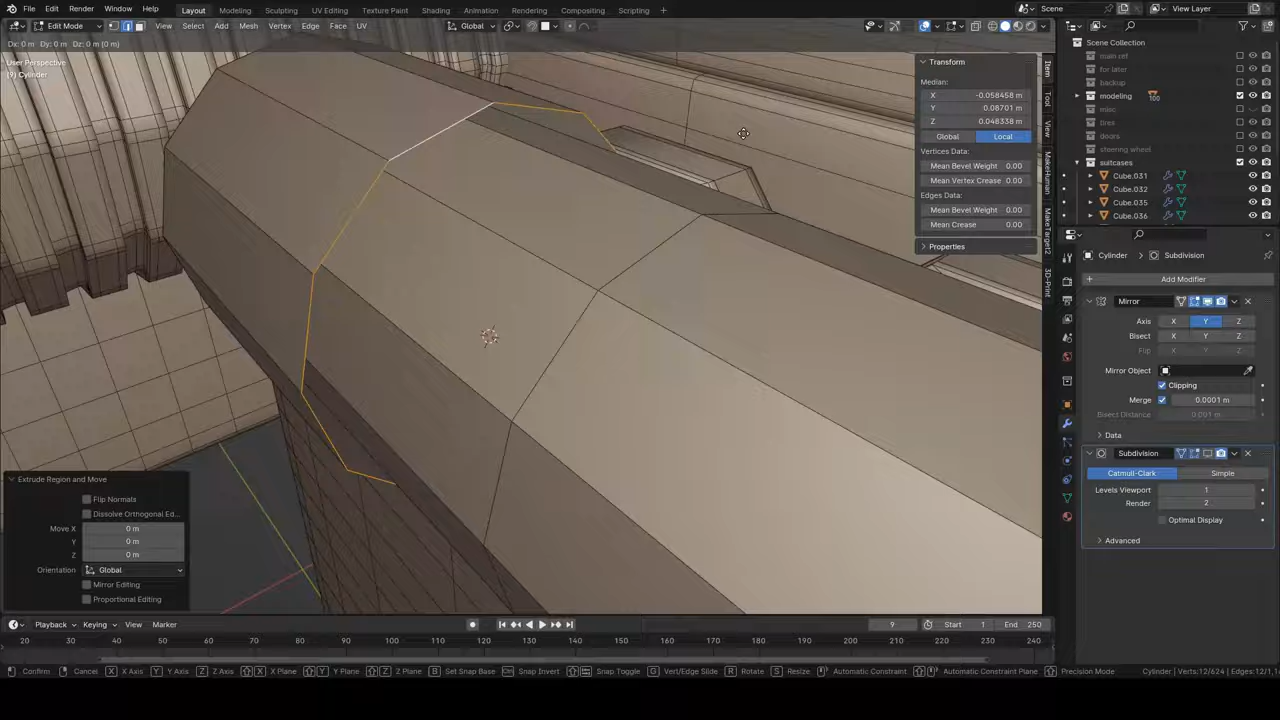 File Edit Render Window Help Layout Modeling Sculpting UV Editing Texture Paint Shading Animation Rendering Compositing Scripting Scene View Layer
Edit Mode View Select Add Mesh Vertex Edge Face UV Global
Dx: 0 m Dy: 0 m Dz: 0 m (0 m)
User Perspective
(9) Cylinder
Transform
Median:
X -0.058458 m
Y 0.08701 m
Z 0.048338 m
Global Local
Vertices Data:
Mean Bevel Weight 0.00
Mean Vertex Crease 0.00
Edges Data:
Mean Bevel Weight 0.00
Mean Crease 0.00
Properties
Item
Tool
View
MakeHuman
MakeTarget2
3D-Print
Scene Collection
main ref
for later
backup
modeling 100
misc
tires
doors
steering wheel
suitcases
Cube.031
Cube.032
Cube.035
Cube.036
Cylinder Subdivision
Add Modifier
Mirror
Axis X Y Z
Bisect X Y Z
Flip X Y Z
Mirror Object
Clipping
Merge 0.0001 m
Bisect Distance 0.001 m
Data
Subdivision
Catmull-Clark Simple
Levels Viewport 1
Render 2
Optimal Display
Advanced
Extrude Region and Move
Flip Normals
Dissolve Orthogonal Ed...
Move X 0 m
Y 0 m
Z 0 m
Orientation Global
Mirror Editing
Proportional Editing
Playback Keying View Marker 9 Start 1 End 250
20 30 40 50 60 70 80 90 100 110 120 130 140 150 160 170 180 190 200 210 220 230 240
Confirm Cancel X X Axis Y Y Axis Z Z Axis X X Plane Y Y Plane Z Z Plane B Set Snap Base Snap Invert Snap Toggle G Vert/Edge Slide R Rotate S Resize Automatic Constraint Automatic Constraint Plane Precision Mode Cylinder | Verts:12/624 | Edges:12/1,